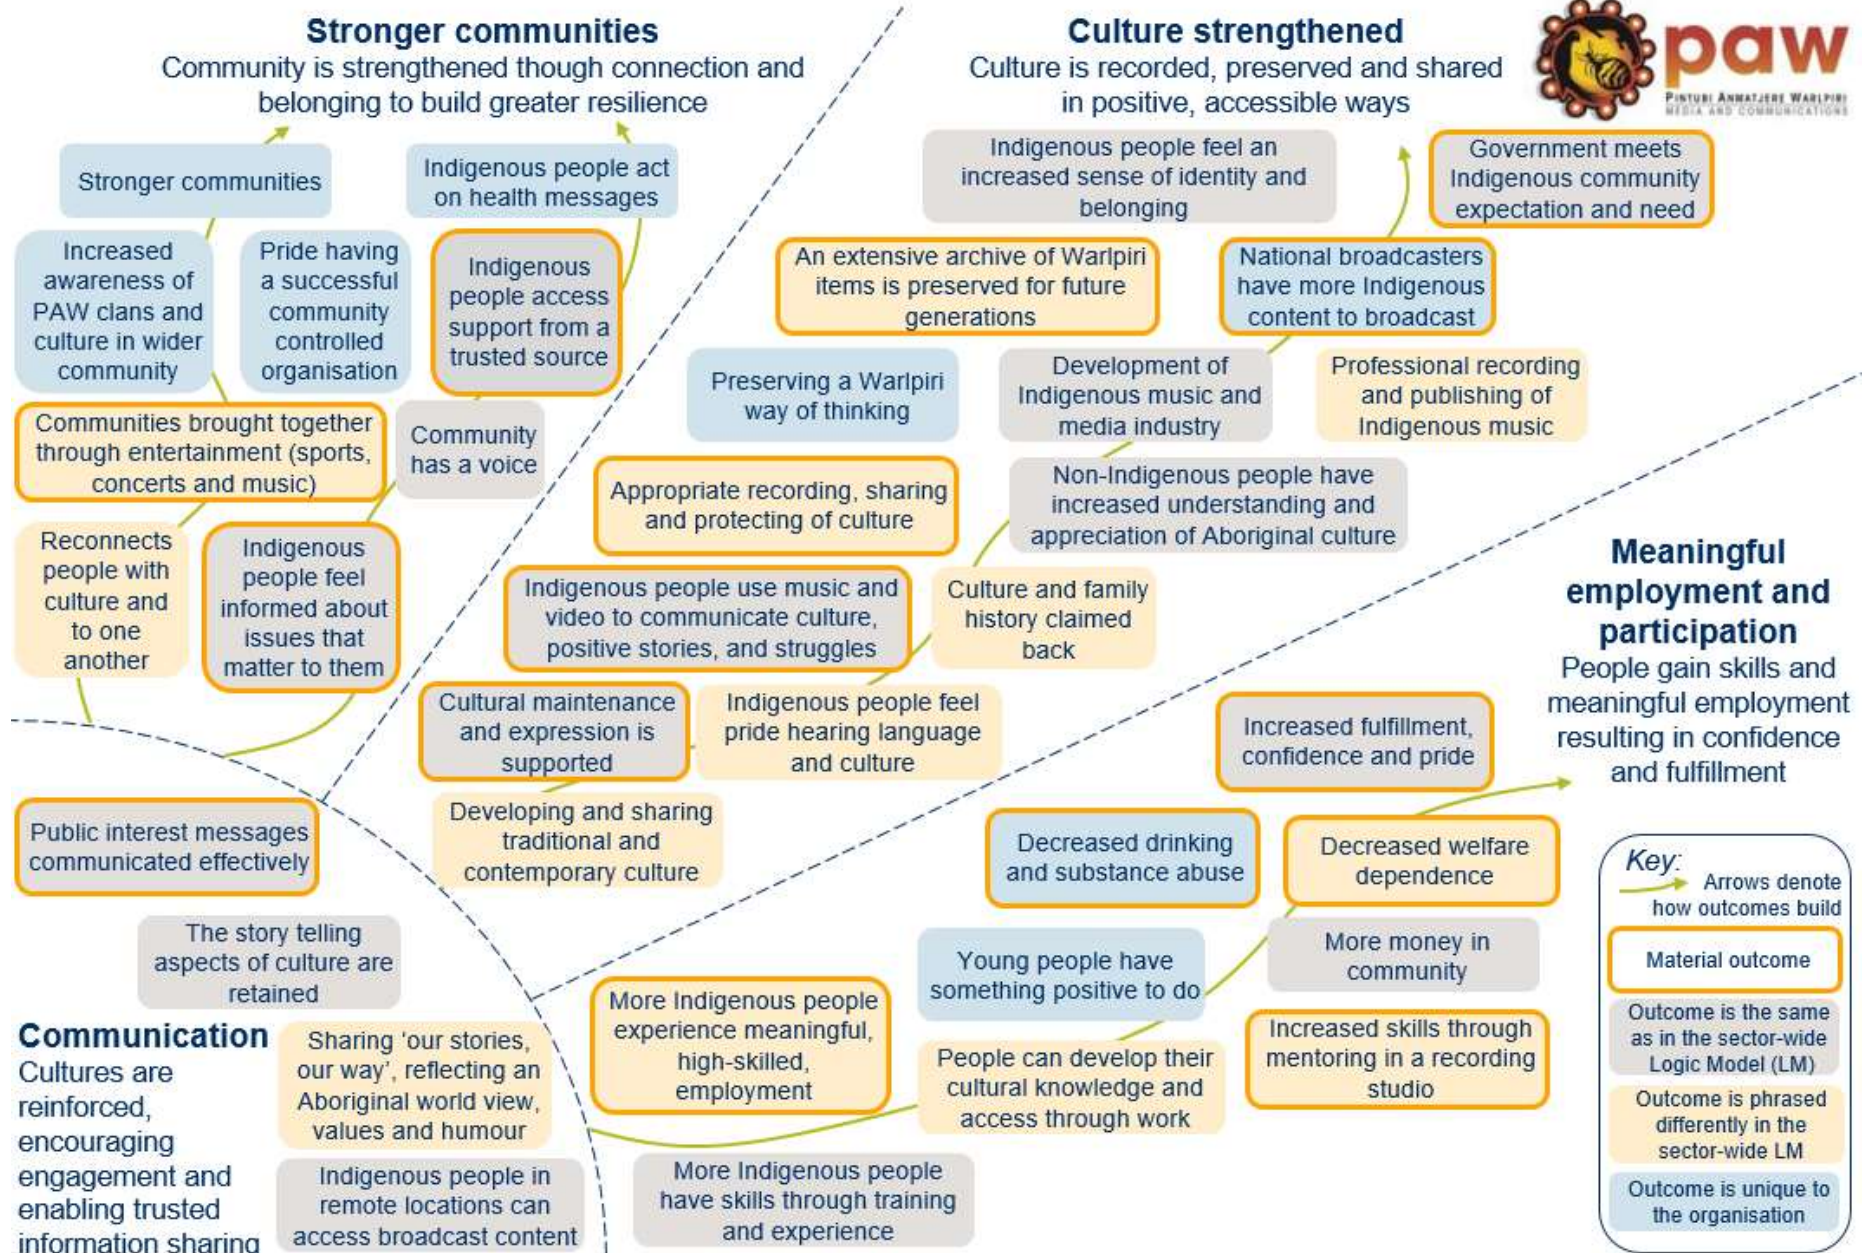 Stronger communities
Community is strengthened though connection and
belonging to build greater resilience
Stronger communities
Indigenous people act
on health messages
Increased
awareness of
PAW clans and
culture in wider
community
Pride having
a successful
community
controlled
organisation
Indigenous
people access
support from a
trusted source
Communities brought together
through entertainment (sports,
concerts and music)
Community
has a voice
Reconnects
people with
culture and
to one
another
Indigenous
people feel
informed about
issues that
matter to them
Culture strengthened
Culture is recorded, preserved and shared
in positive, accessible ways
paw
PINTUBI ANMATJERE WARLPIRI
MEDIA AND COMMUNICATIONS
Indigenous people feel an
increased sense of identity and
belonging
Government meets
Indigenous community
expectation and need
An extensive archive of Warlpiri
items is preserved for future
generations
National broadcasters
have more Indigenous
content to broadcast
Preserving a Warlpiri
way of thinking
Development of
Indigenous music and
media industry
Professional recording
and publishing of
Indigenous music
Appropriate recording, sharing
and protecting of culture
Non-Indigenous people have
increased understanding and
appreciation of Aboriginal culture
Indigenous people use music and
video to communicate culture,
positive stories, and struggles
Culture and family
history claimed
back
Cultural maintenance
and expression is
supported
Indigenous people feel
pride hearing language
and culture
Developing and sharing
traditional and
contemporary culture
Meaningful
employment and
participation
People gain skills and
meaningful employment
resulting in confidence
and fulfillment
Increased fulfillment,
confidence and pride
Decreased drinking
and substance abuse
Decreased welfare
dependence
Young people have
something positive to do
More money in
community
More Indigenous people
experience meaningful,
high-skilled,
employment
People can develop their
cultural knowledge and
access through work
Increased skills through
mentoring in a recording
studio
More Indigenous people
have skills through training
and experience
Public interest messages
communicated effectively
The story telling
aspects of culture are
retained
Communication
Cultures are
reinforced,
encouraging
engagement and
enabling trusted
information sharing
Sharing ‘our stories,
our way’, reflecting an
Aboriginal world view,
values and humour
Indigenous people in
remote locations can
access broadcast content
Key:
Arrows denote
how outcomes build
Material outcome
Outcome is the same
as in the sector-wide
Logic Model (LM)
Outcome is phrased
differently in the
sector-wide LM
Outcome is unique to
the organisation